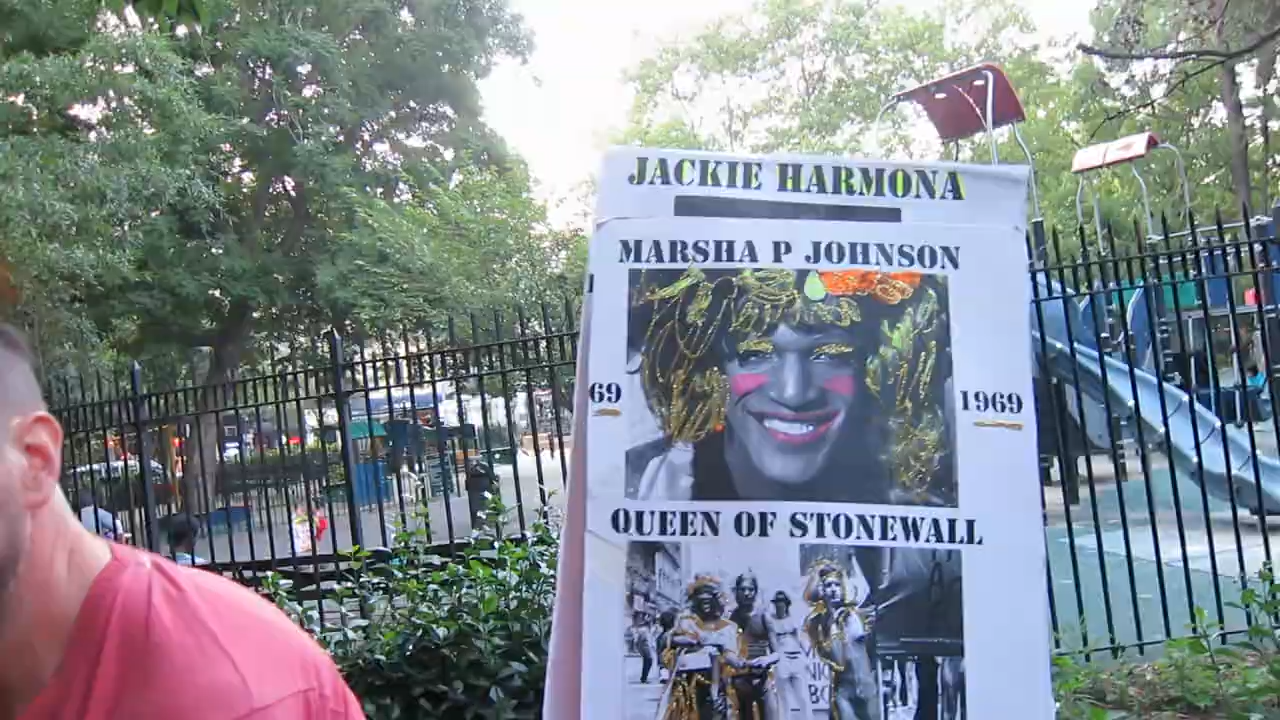 JACKIE HARMONA
MARSHA P JOHNSON
69
1969
QUEEN OF STONEWALL